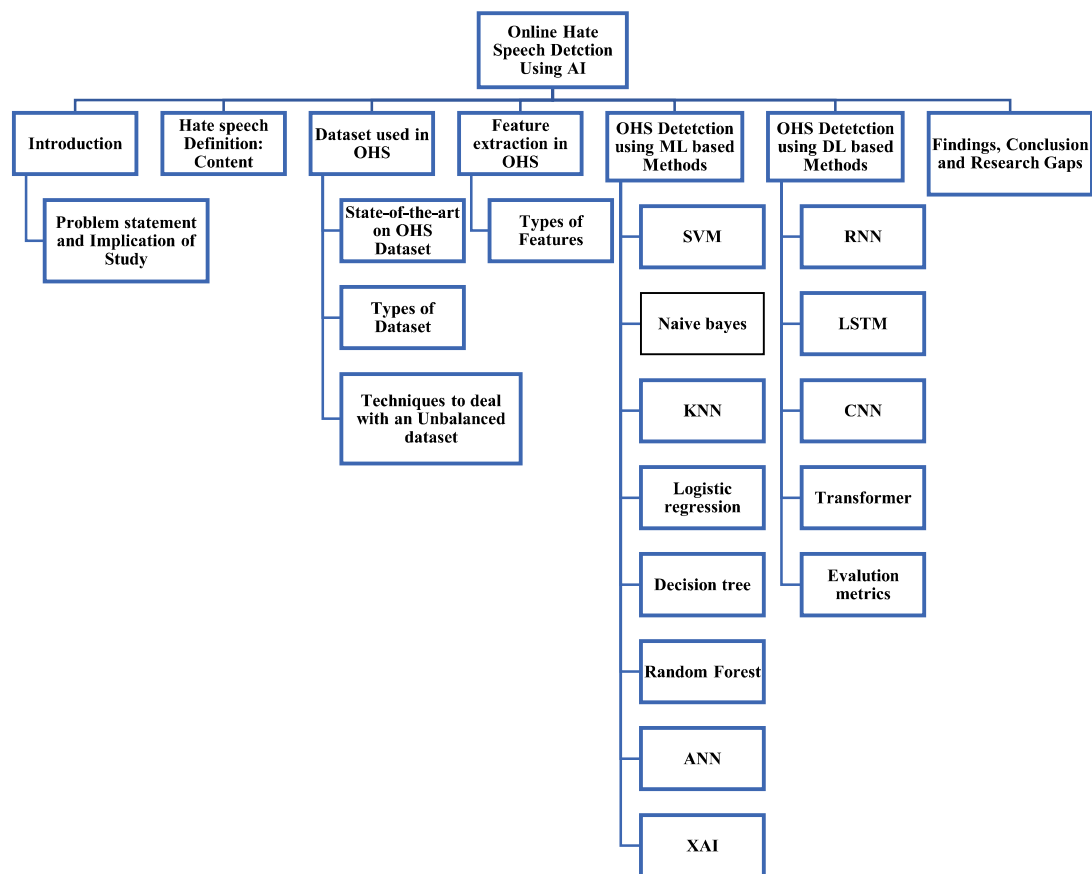 Online Hate
Speech Detction
Using AI
Introduction
Hate speech
Definition:
Content
Dataset used in
OHS
Feature
extraction in
OHS
OHS Detetction
using ML based
Methods
OHS Detetction
using DL based
Methods
Findings, Conclusion
and Research Gaps
Problem statement
and Implication of
Study
State-of-the-art
on OHS
Dataset
Types of
Dataset
Techniques to deal
with an Unbalanced
dataset
Types of
Features
SVM
Naive bayes
KNN
Logistic
regression
Decision tree
Random Forest
ANN
XAI
RNN
LSTM
CNN
Transformer
Evalution
metrics